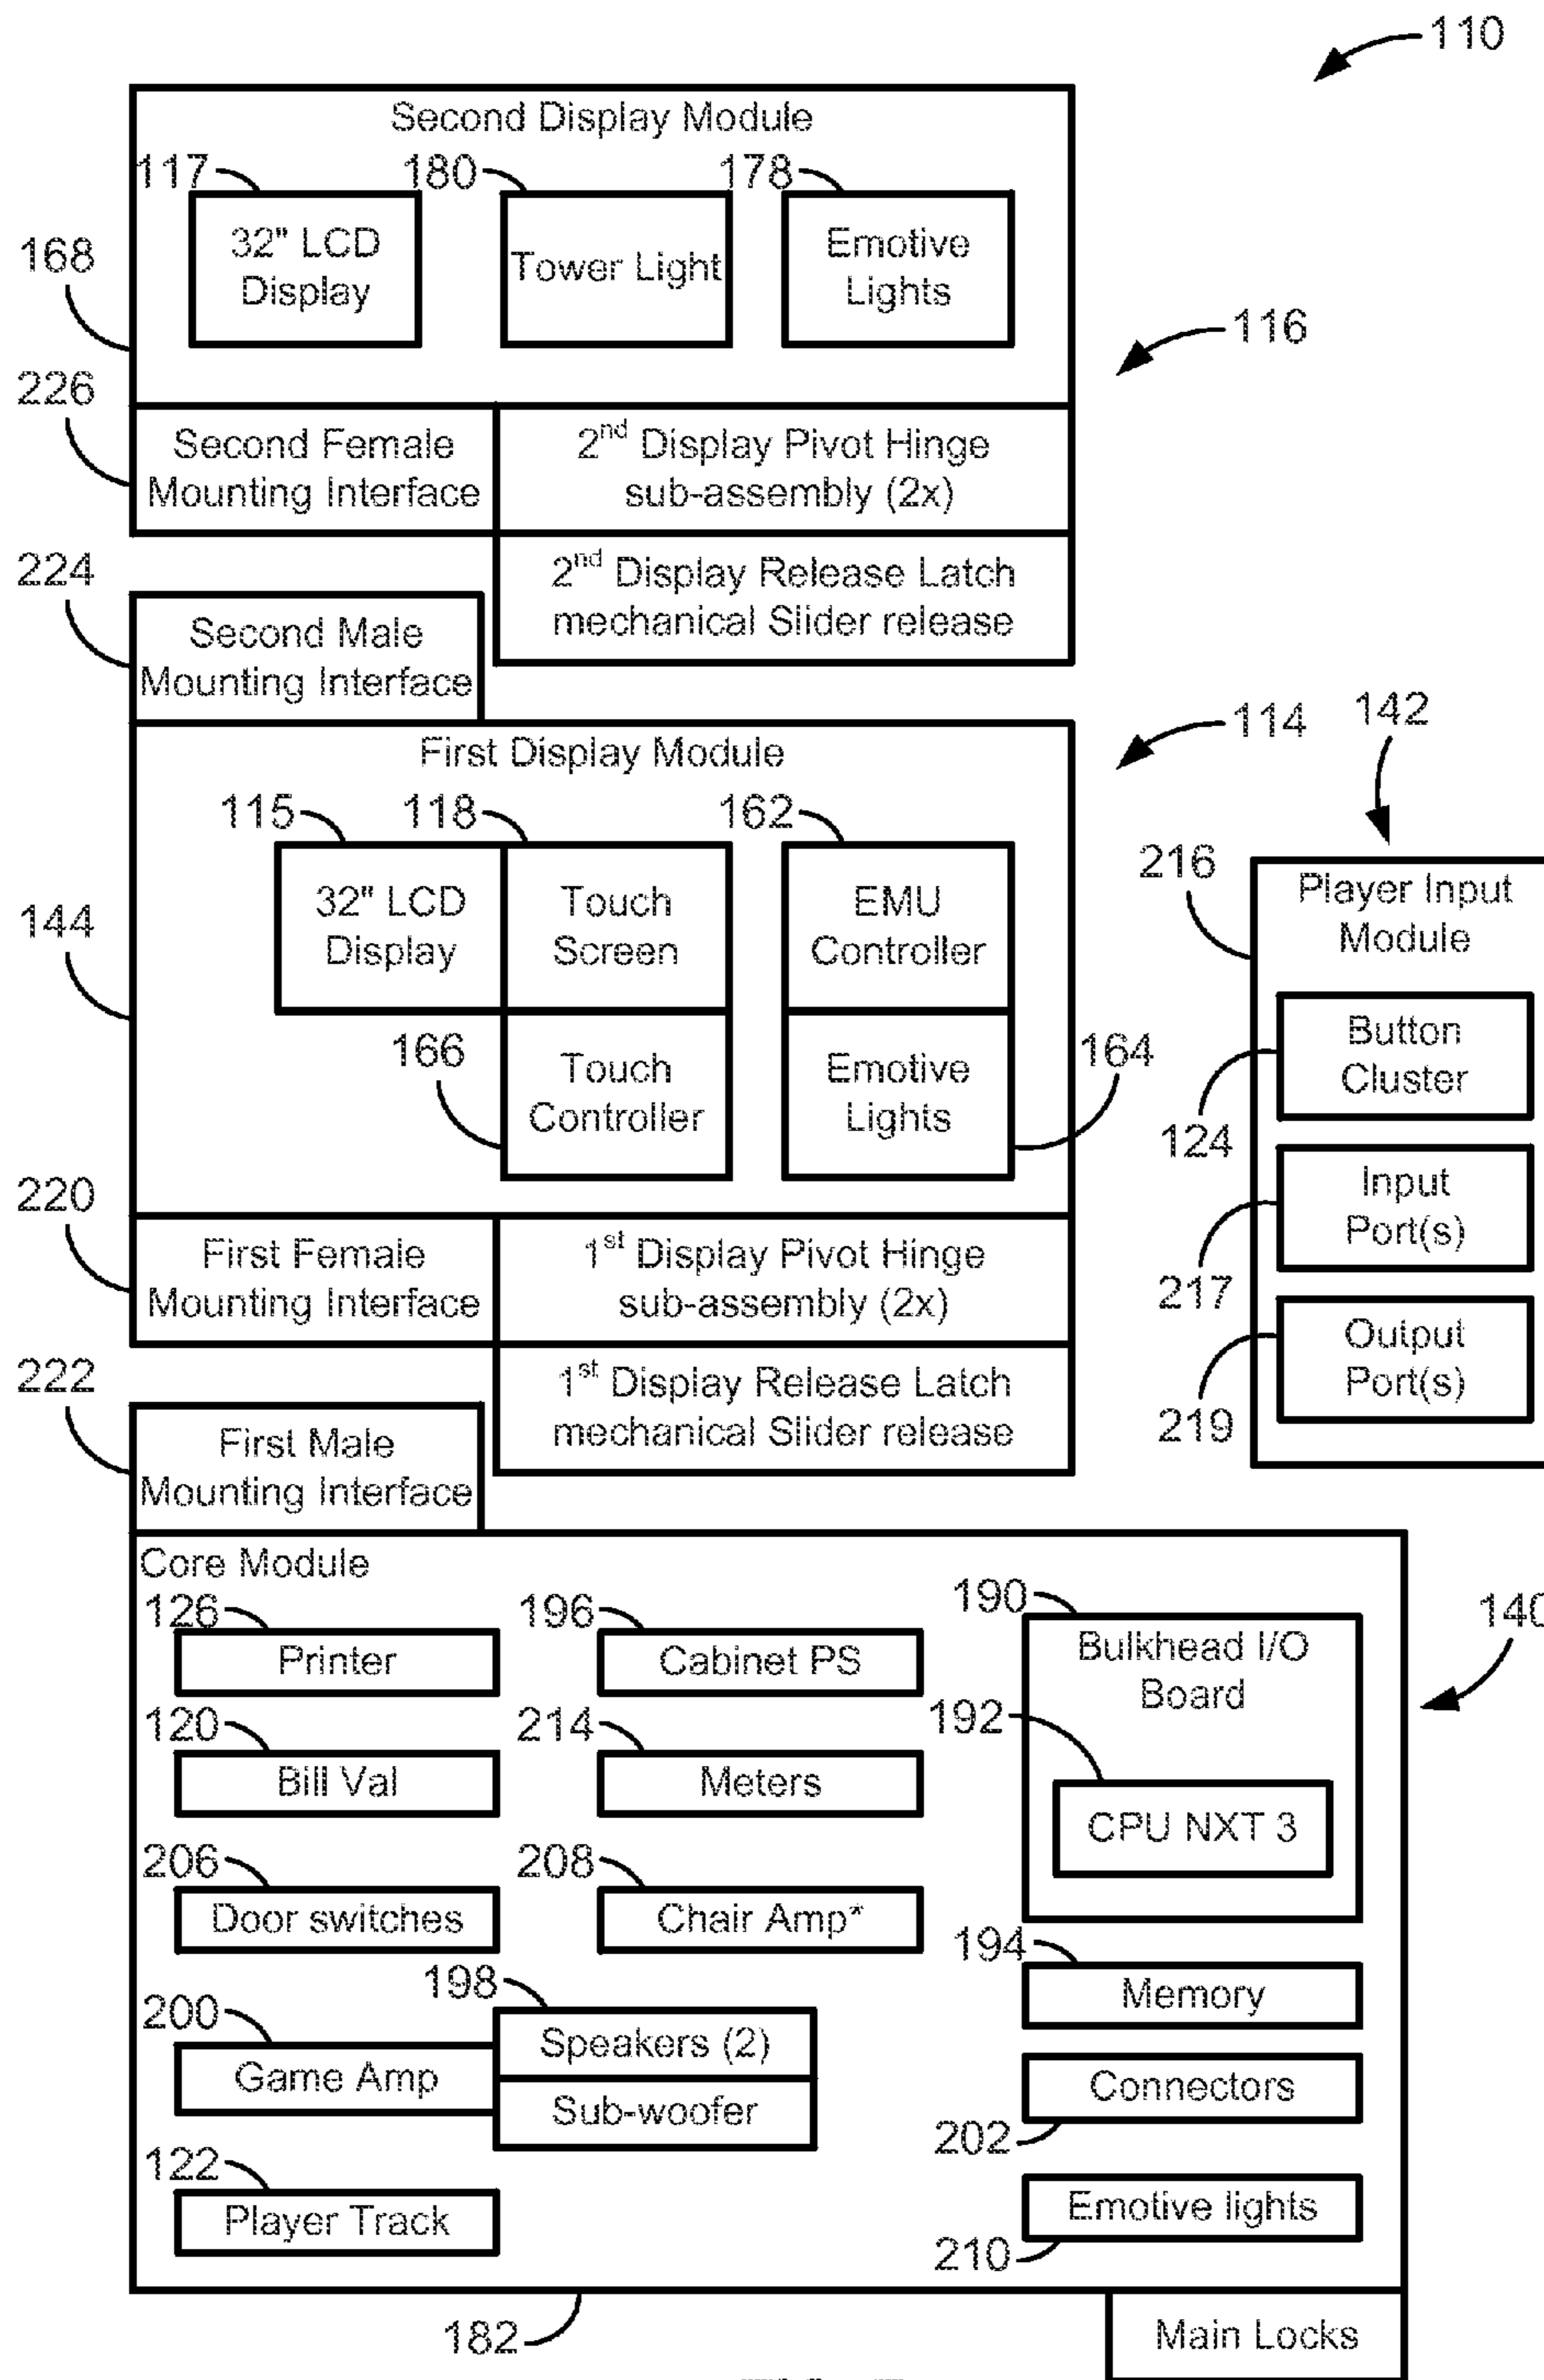 110
Second Display Module
117
180
178
32" LCD
Display
Tower Light
Emotive
Lights
168
116
226
Second Female
Mounting Interface
2nd Display Pivot Hinge
sub-assembly (2x)
224
2nd Display Release Latch
mechanical Slider release
Second Male
Mounting Interface
114
142
First Display Module
115
118
162
216
32" LCD
Display
Touch
Screen
EMU
Controller
Player Input
Module
144
Button
Cluster
166
Touch
Controller
Emotive
Lights
164
124
Input
Port(s)
220
217
First Female
Mounting Interface
1st Display Pivot Hinge
sub-assembly (2x)
Output
Port(s)
222
219
1st Display Release Latch
mechanical Slider release
First Male
Mounting Interface
Core Module
126
196
190
140
Printer
Cabinet PS
Bulkhead I/O
Board
120
214
192
Bill Val
Meters
CPU NXT 3
206
208
Door switches
Chair Amp*
194
198
Memory
200
Speakers (2)
Game Amp
Sub-woofer
Connectors
202
122
Player Track
Emotive lights
210
182
Main Locks